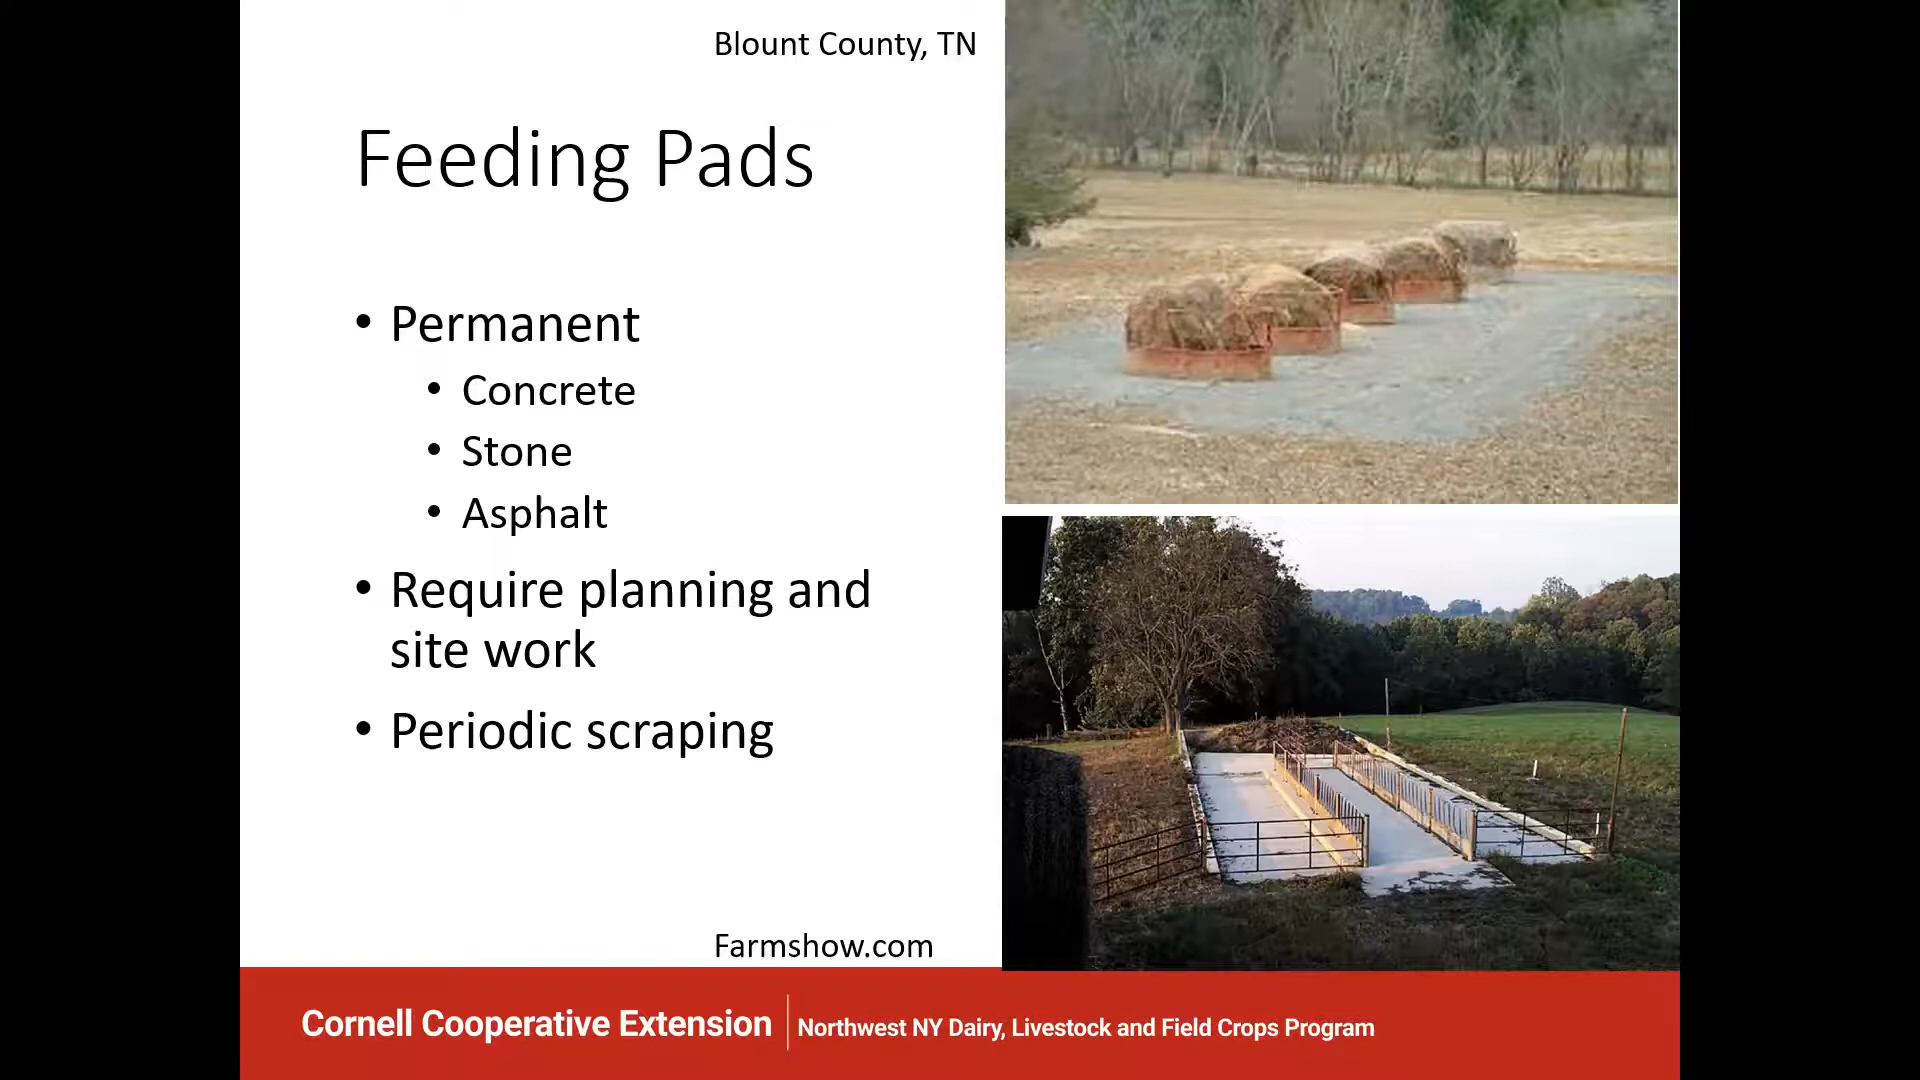 Blount County, TN
Feeding Pads
• Permanent
• Concrete
• Stone
• Asphalt
• Require planning and
site work
• Periodic scraping
Farmshow.com
Cornell Cooperative Extension | Northwest NY Dairy, Livestock and Field Crops Program